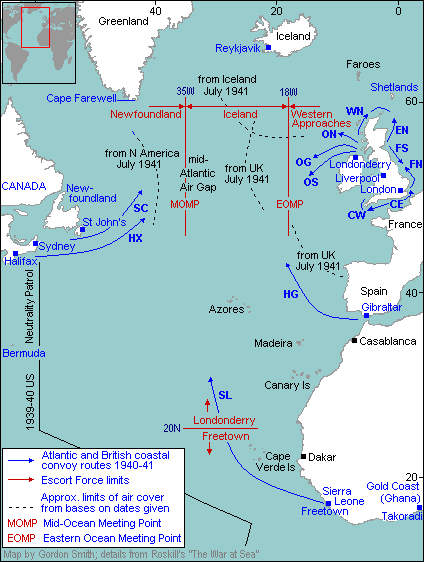 Greenland
Iceland
Reykjavik
0
Faroes
Shetlands
60
35W
from Iceland
July 1941
18W
Cape Farewell
Newfoundland
Iceland
Western
Approaches
WN
EN
ON
FS
FN
from N America
July 1941
mid-
Atlantic
Air Gap
from UK
July 1941
OG
OS
Londonderry
Liverpool
London
CE
CW
CANADA
New-
foundland
St John's
SC
HX
MOMP
EOMP
France
Sydney
Halifax
from UK
July 1941
Spain
40
HG
Gibraltar
Azores
Madeira
Casablanca
Neutrality Patrol
1939-40 US
Bermuda
Canary Is
SL
20N
Londonderry
Freetown
Cape
Verde Is
Dakar
20
Sierra
Leone
Freetown
Gold Coast
(Ghana)
Takoradi
Atlantic and British coastal
convoy routes 1940-41
Escort Force limits
Approx. limits of air cover
from bases on dates given
MOMP Mid-Ocean Meeting Point
EOMP Eastern Ocean Meeting Point
Map by Gordon Smith; details from Roskill's "The War at Sea"